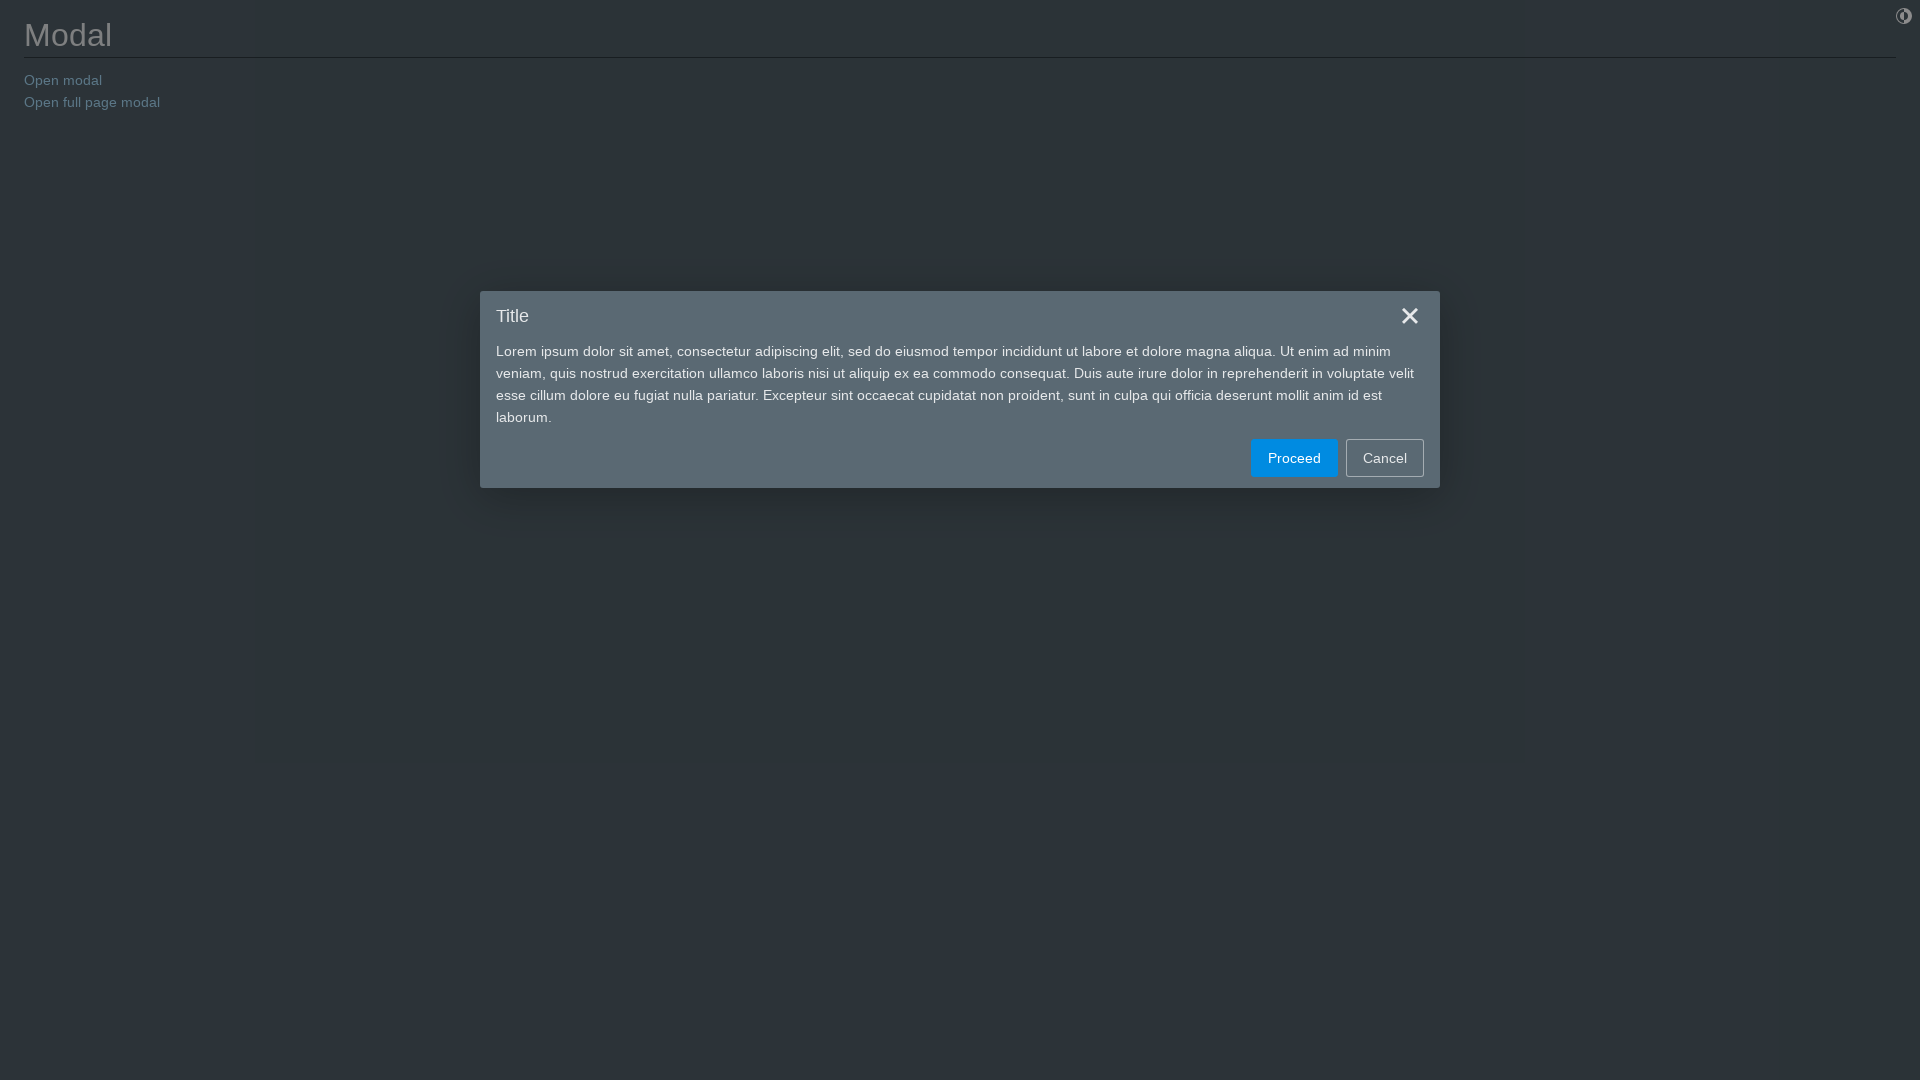 Modal
Open modal
Open full page modal
Title
Lorem ipsum dolor sit amet, consectetur adipiscing elit, sed do eiusmod tempor incididunt ut labore et dolore magna aliqua. Ut enim ad minim
veniam, quis nostrud exercitation ullamco laboris nisi ut aliquip ex ea commodo consequat. Duis aute irure dolor in reprehenderit in voluptate velit
esse cillum dolore eu fugiat nulla pariatur. Excepteur sint occaecat cupidatat non proident, sunt in culpa qui officia deserunt mollit anim id est
laborum.
Proceed Cancel